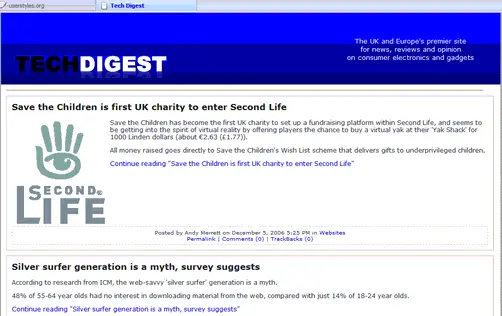 userstyles.org
Tech Digest
TECHDIGEST
The UK and Europe's premier site
for news, reviews and opinion
on consumer electronics and gadgets
Save the Children is first UK charity to enter Second Life
Save the Children has become the first UK charity to set up a fundraising platform within Second Life, and seems to
be getting into the spirit of virtual reality by offering players the chance to buy a virtual yak at their 'Yak Shack' for
1000 Linden dollars (about €2.63 (£1.77)).
All money raised goes directly to Save the Children's Wish List scheme that delivers gifts to underprivileged children.
Continue reading "Save the Children is first UK charity to enter Second Life"
SECOND
LIFE
Posted by Andy Merrett on December 5, 2006 5:25 PM in Websites
Permalink | Comments (0) | TrackBacks (0)
Silver surfer generation is a myth, survey suggests
According to research from ICM, the web-savvy 'silver surfer' generation is a myth.
48% of 55-64 year olds had no interest in downloading material from the web, compared with just 14% of 18-24 year olds.
Continue reading "Silver surfer generation is a myth, survey suggests"